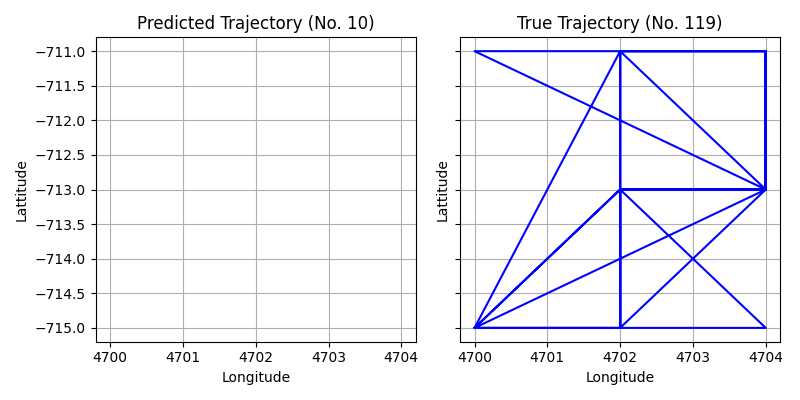 Predicted Trajectory (No. 10)
Lattitude
−711.0
−711.5
−712.0
−712.5
−713.0
−713.5
−714.0
−714.5
−715.0
4700 4701 4702 4703 4704
Longitude
True Trajectory (No. 119)
Lattitude
4700 4701 4702 4703 4704
Longitude